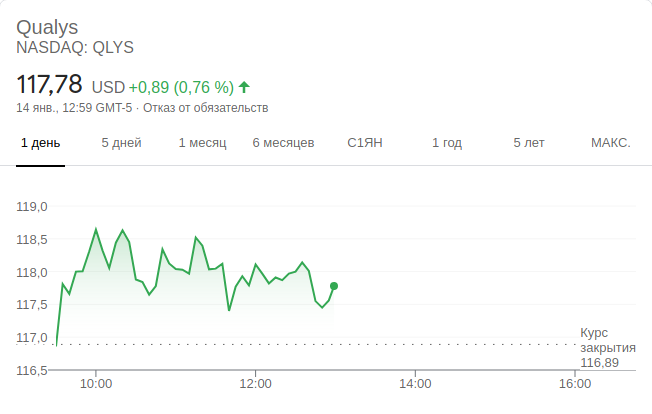 Qualys
NASDAQ: QLYS
117,78 USD +0,89 (0,76 %)
14 янв., 12:59 GMT-5 · Отказ от обязательств
1 день 5 дней 1 месяц 6 месяцев С1ЯН 1 год 5 лет МАКС.
119,0
118,5
118,0
117,5
117,0
116,5
Курс
закрытия
116,89
10:00 12:00 14:00 16:00